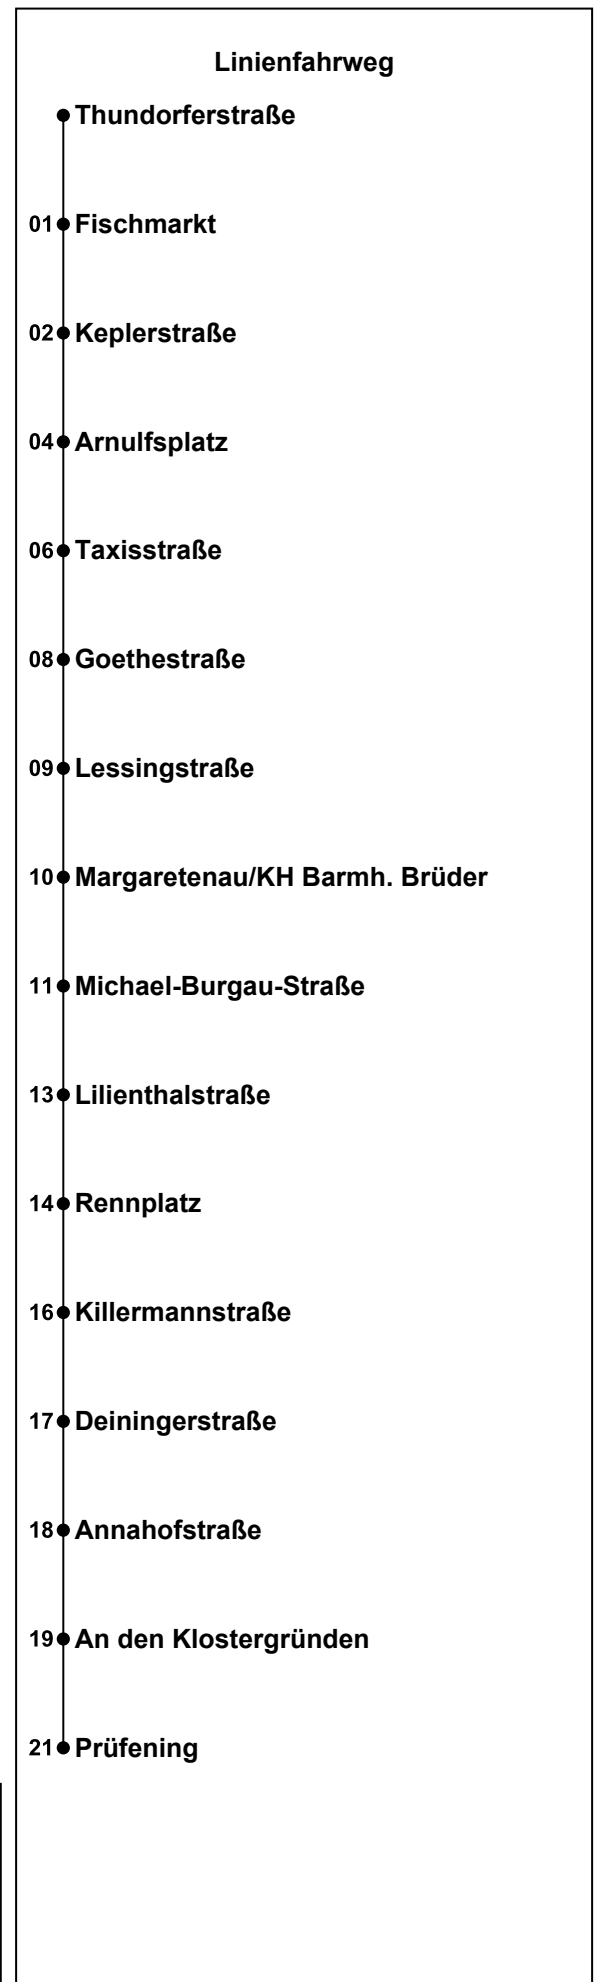 Linienfahrweg
Thundorferstraße
01 Fischmarkt
02 Keplerstraße
04 Arnulfsplatz
06 Taxisstraße
08 Goethestraße
09 Lessingstraße
10 Margaretenau/KH Barmh. Brüder
11 Michael-Burgau-Straße
13 Lilienthalstraße
14 Rennplatz
16 Killermannstraße
17 Deiningerstraße
18 Annahofstraße
19 An den Klostergründen
21 Prüfening